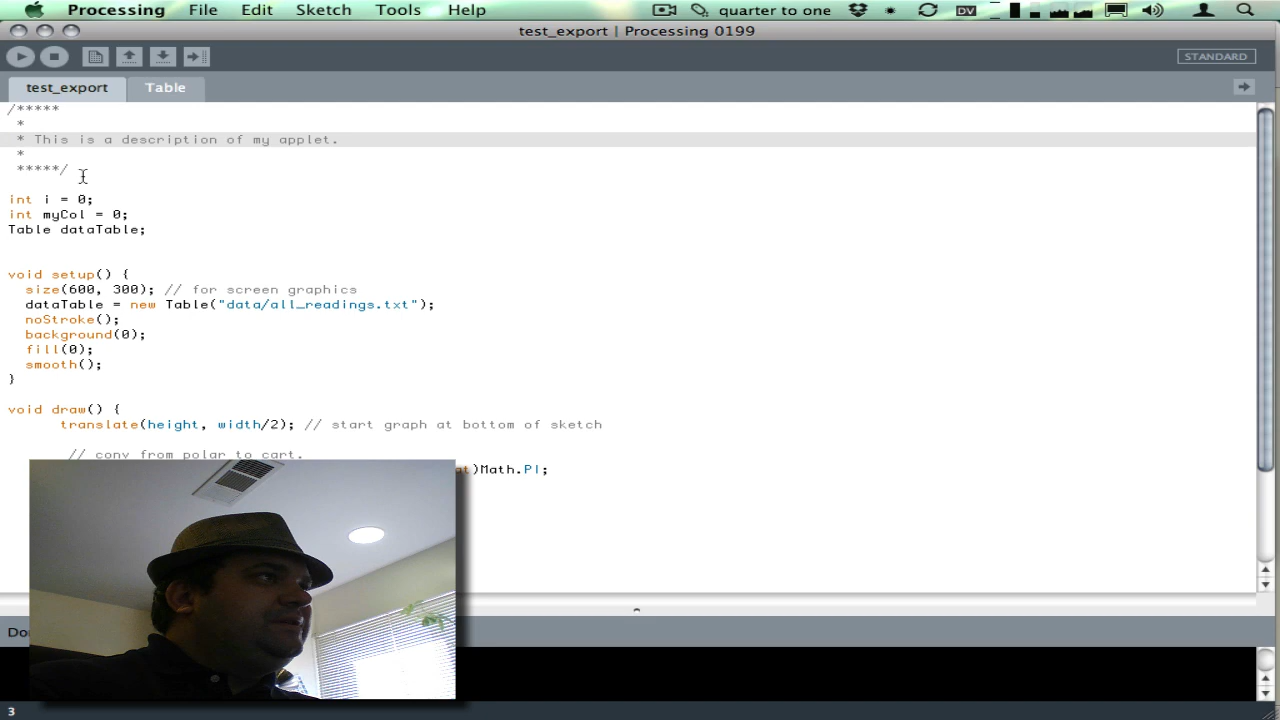 Processing File Edit Sketch Tools Help quarter to one DV
test_export | Processing 0199
STANDARD
test_export Table
/*****
*
* This is a description of my applet.
*
*****/
int i = 0;
int myCol = 0;
Table dataTable;
void setup() {
size(600, 300); // for screen graphics
dataTable = new Table("data/all_readings.txt");
noStroke();
background(0);
fill(0);
smooth();
}
void draw() {
translate(height, width/2); // start graph at bottom of sketch
// conv from polar to cart.
)Math.PI;
3